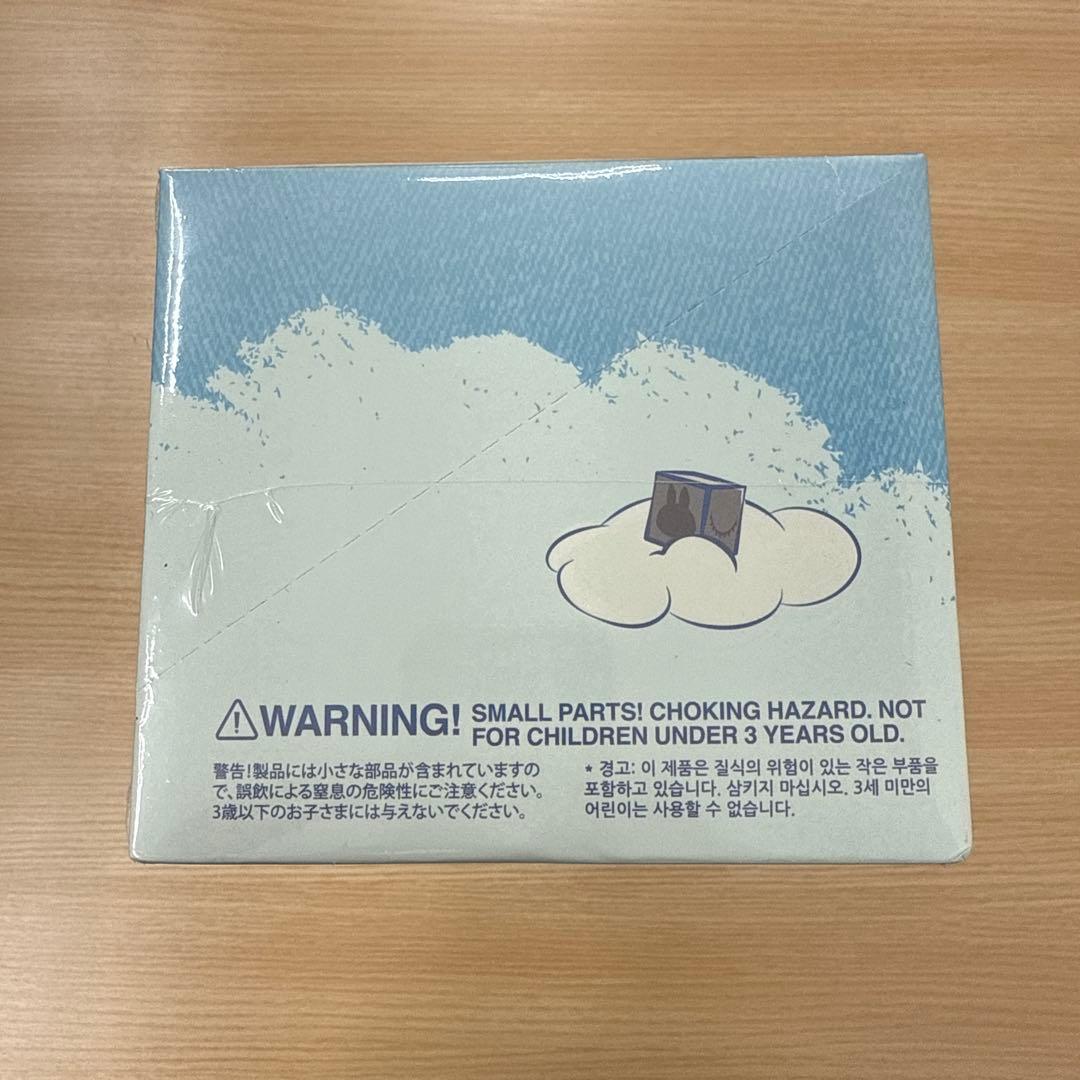 WARNING! SMALL PARTS! CHOKING HAZARD. NOT
FOR CHILDREN UNDER 3 YEARS OLD.
警告!製品には小さな部品が含まれていますの
で、誤飲による窒息の危険性にご注意ください。
3歳以下のお子さまには与えないでください。
* 경고: 이 제품은 질식의 위험이 있는 작은 부품을
포함하고 있습니다. 삼키지 마십시오. 3세 미만의
어린이는 사용할 수 없습니다.